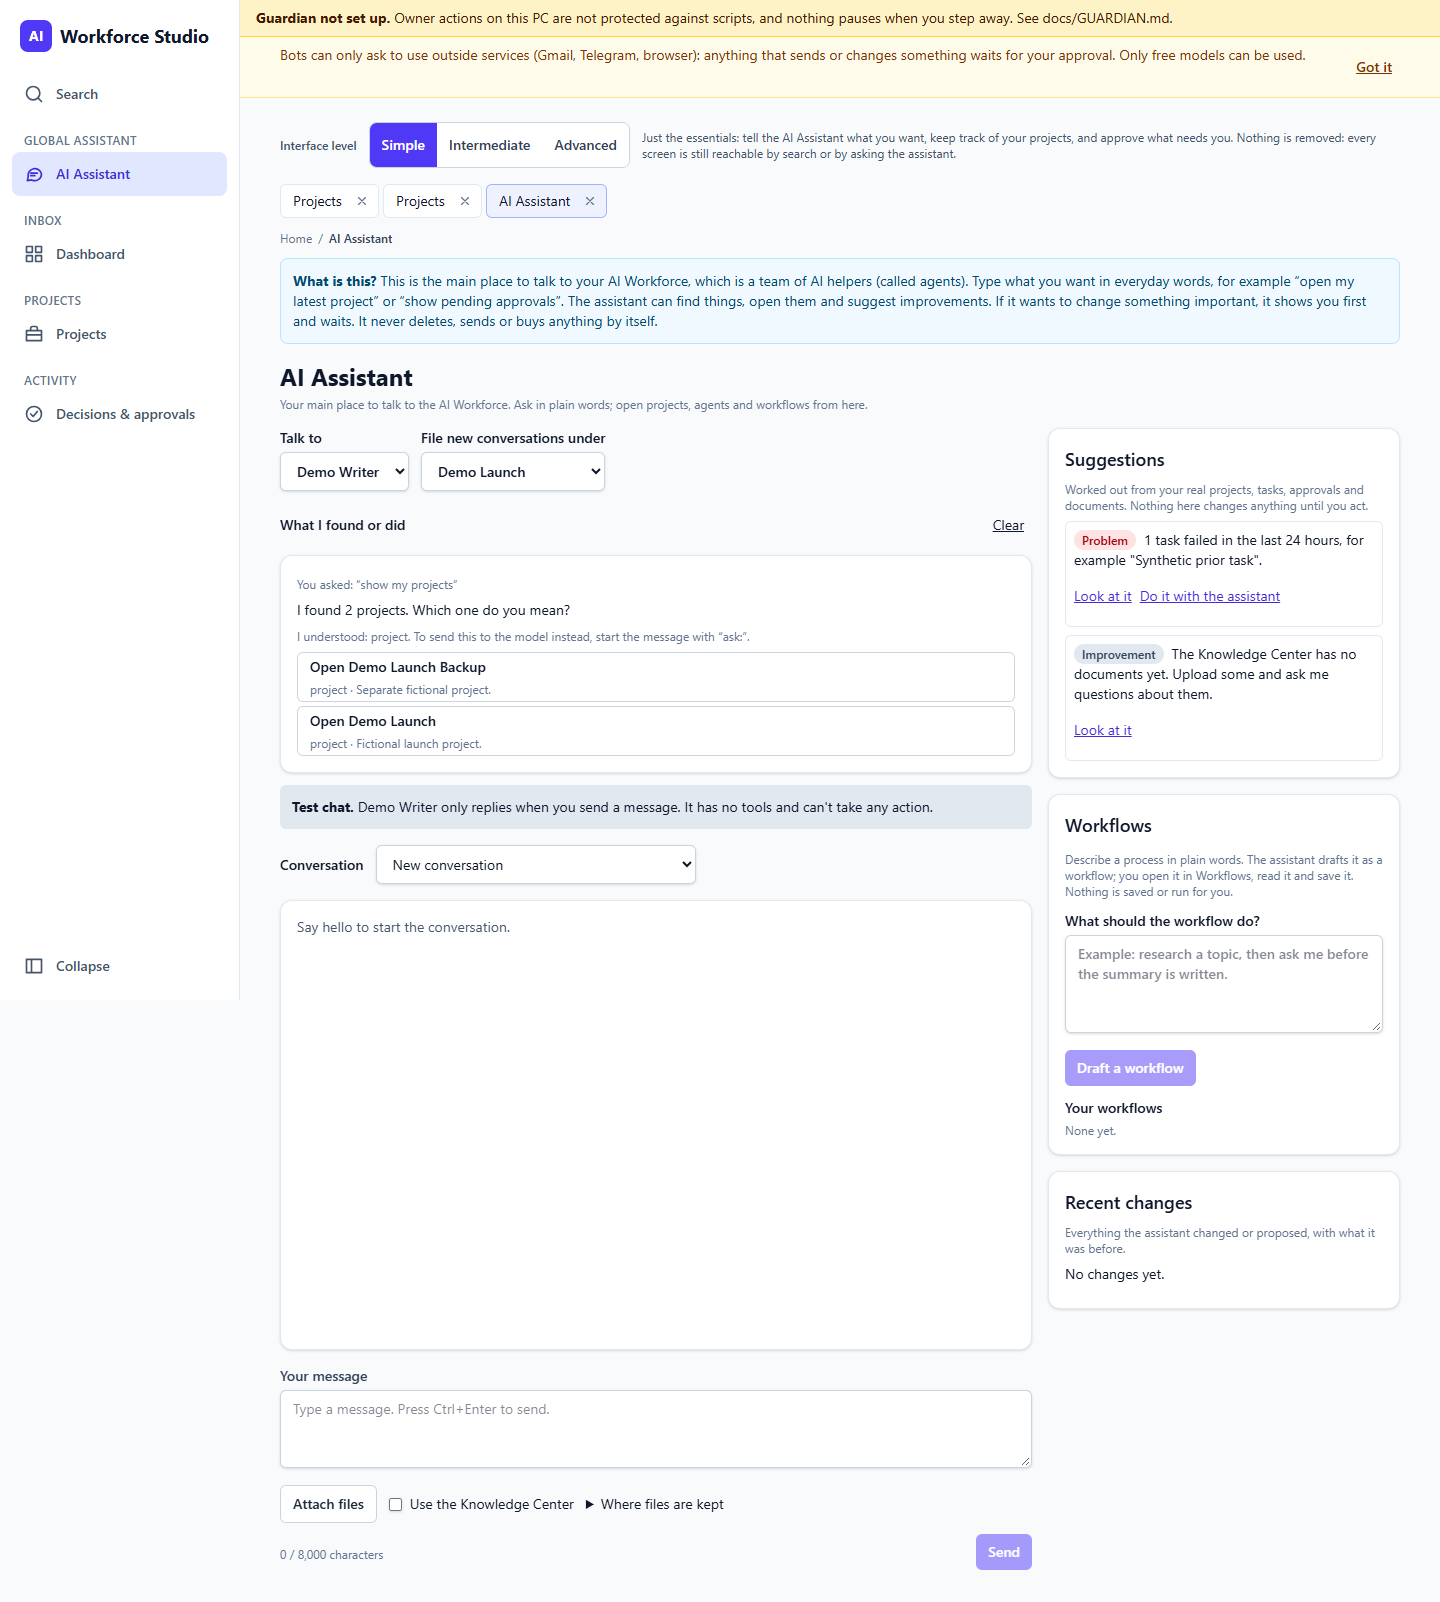 AI Workforce Studio
Search
GLOBAL ASSISTANT
AI Assistant
INBOX
Dashboard
PROJECTS
Projects
ACTIVITY
Decisions & approvals
Collapse
Guardian not set up. Owner actions on this PC are not protected against scripts, and nothing pauses when you step away. See docs/GUARDIAN.md.
Bots can only ask to use outside services (Gmail, Telegram, browser): anything that sends or changes something waits for your approval. Only free models can be used.
Got it
Interface level
Simple Intermediate Advanced
Just the essentials: tell the AI Assistant what you want, keep track of your projects, and approve what needs you. Nothing is removed: every
screen is still reachable by search or by asking the assistant.
Projects × Projects × AI Assistant ×
Home / AI Assistant
What is this? This is the main place to talk to your AI Workforce, which is a team of AI helpers (called agents). Type what you want in everyday words, for example “open my
latest project” or “show pending approvals”. The assistant can find things, open them and suggest improvements. If it wants to change something important, it shows you first
and waits. It never deletes, sends or buys anything by itself.
AI Assistant
Your main place to talk to the AI Workforce. Ask in plain words; open projects, agents and workflows from here.
Talk to
Demo Writer
File new conversations under
Demo Launch
What I found or did
Clear
You asked: “show my projects”
I found 2 projects. Which one do you mean?
I understood: project. To send this to the model instead, start the message with “ask:”.
Open Demo Launch Backup
project · Separate fictional project.
Open Demo Launch
project · Fictional launch project.
Test chat. Demo Writer only replies when you send a message. It has no tools and can't take any action.
Conversation
New conversation
Say hello to start the conversation.
Your message
Type a message. Press Ctrl+Enter to send.
Attach files
Use the Knowledge Center
Where files are kept
0 / 8,000 characters
Send
Suggestions
Worked out from your real projects, tasks, approvals and
documents. Nothing here changes anything until you act.
Problem 1 task failed in the last 24 hours, for
example "Synthetic prior task".
Look at it Do it with the assistant
Improvement The Knowledge Center has no
documents yet. Upload some and ask me
questions about them.
Look at it
Workflows
Describe a process in plain words. The assistant drafts it as a
workflow; you open it in Workflows, read it and save it.
Nothing is saved or run for you.
What should the workflow do?
Example: research a topic, then ask me before
the summary is written.
Draft a workflow
Your workflows
None yet.
Recent changes
Everything the assistant changed or proposed, with what it
was before.
No changes yet.